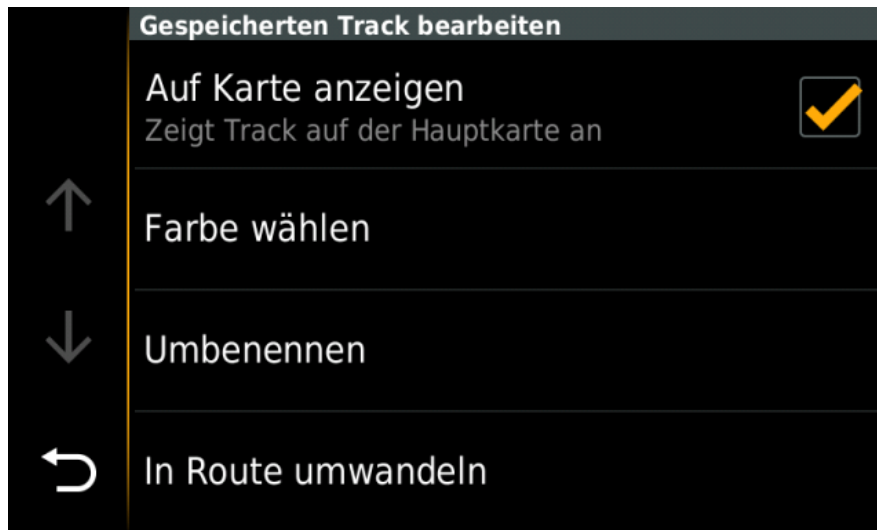 Gespeicherten Track bearbeiten
Auf Karte anzeigen
Zeigt Track auf der Hauptkarte an
Farbe wählen
Umbenennen
In Route umwandeln